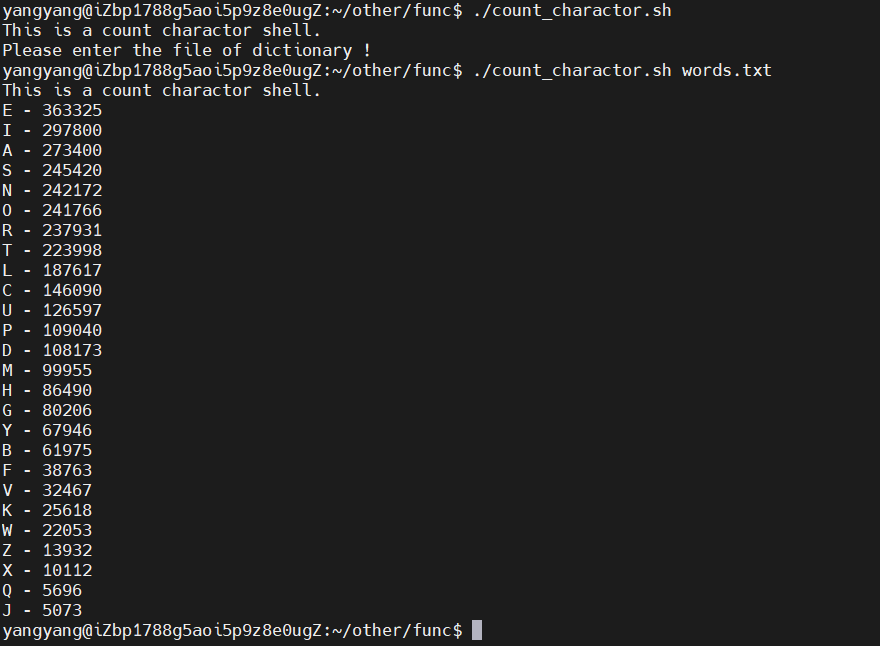 yangyang@iZbp1788g5aoi5p9z8e0ugZ:~/other/func$ ./count_charactor.sh
This is a count charactor shell.
Please enter the file of dictionary !
yangyang@iZbp1788g5aoi5p9z8e0ugZ:~/other/func$ ./count_charactor.sh words.txt
This is a count charactor shell.
E - 363325
I - 297800
A - 273400
S - 245420
N - 242172
O - 241766
R - 237931
T - 223998
L - 187617
C - 146090
U - 126597
P - 109040
D - 108173
M - 99955
H - 86490
G - 80206
Y - 67946
B - 61975
F - 38763
V - 32467
K - 25618
W - 22053
Z - 13932
X - 10112
Q - 5696
J - 5073
yangyang@iZbp1788g5aoi5p9z8e0ugZ:~/other/func$